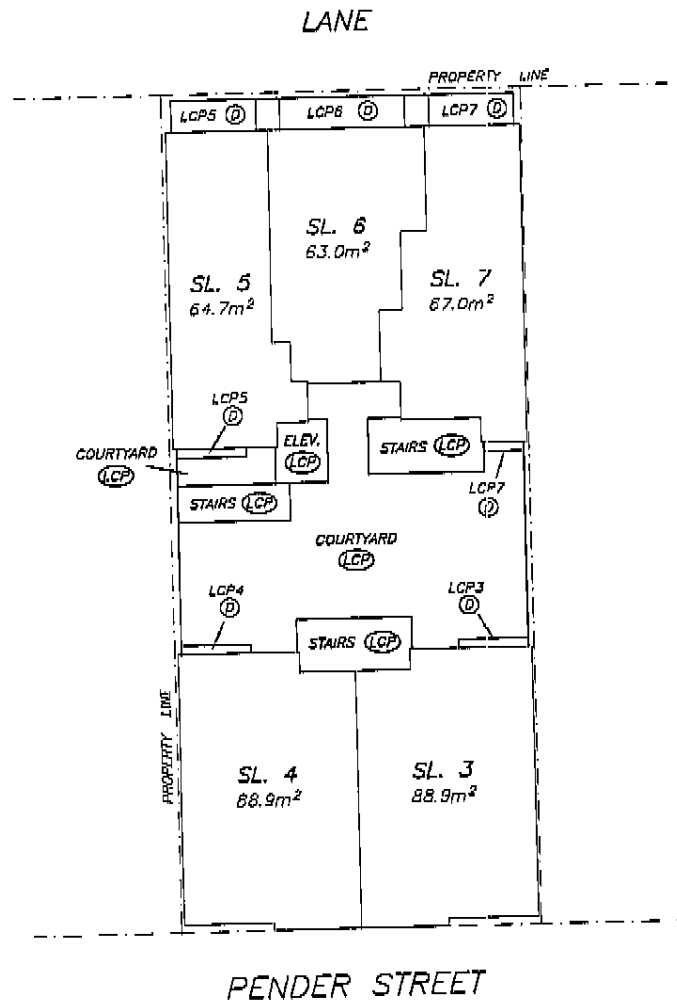 LANE
PROPERTY LINE
LCP5 D
LCP6 D
LCP7 D
SL. 6
63.0m²
SL. 5
64.7m²
SL. 7
67.0m²
LCP5
D
COURTYARD
LCP
ELEV.
LCP
STAIRS LCP
LCP7
D
STAIRS LCP
COURTYARD
LCP
LCP4
D
LCP3
D
STAIRS LCP
PROPERTY LINE
SL. 4
88.9m²
SL. 3
88.9m²
PENDER STREET